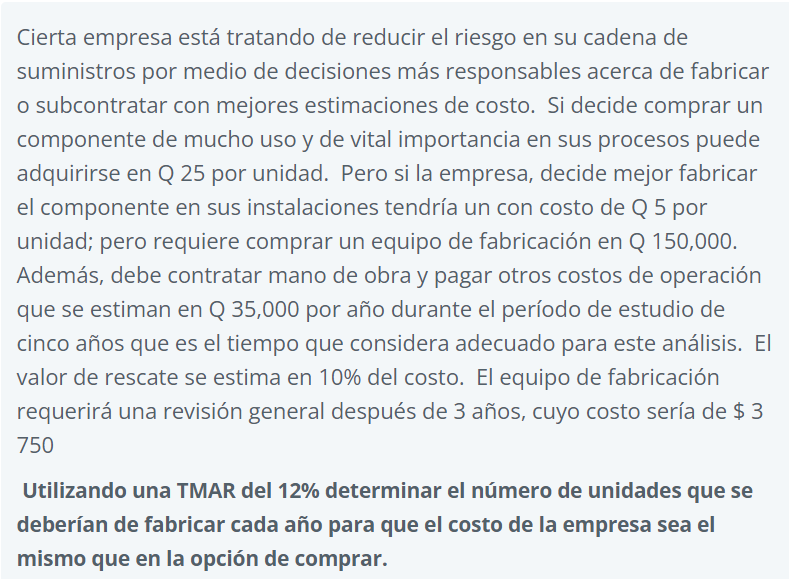 Cierta empresa está tratando de reducir el riesgo en su cadena de
suministros por medio de decisiones más responsables acerca de fabricar
o subcontratar con mejores estimaciones de costo.  Si decide comprar un
componente de mucho uso y de vital importancia en sus procesos puede
adquirirse en Q 25 por unidad.  Pero si la empresa, decide mejor fabricar
el componente en sus instalaciones tendría un con costo de Q 5 por
unidad; pero requiere comprar un equipo de fabricación en Q 150,000.
Además, debe contratar mano de obra y pagar otros costos de operación
que se estiman en Q 35,000 por año durante el período de estudio de
cinco años que es el tiempo que considera adecuado para este análisis.  El
valor de rescate se estima en 10% del costo.  El equipo de fabricación
requerirá una revisión general después de 3 años, cuyo costo sería de $ 3
750
Utilizando una TMAR del 12% determinar el número de unidades que se
deberían de fabricar cada año para que el costo de la empresa sea el
mismo que en la opción de comprar.